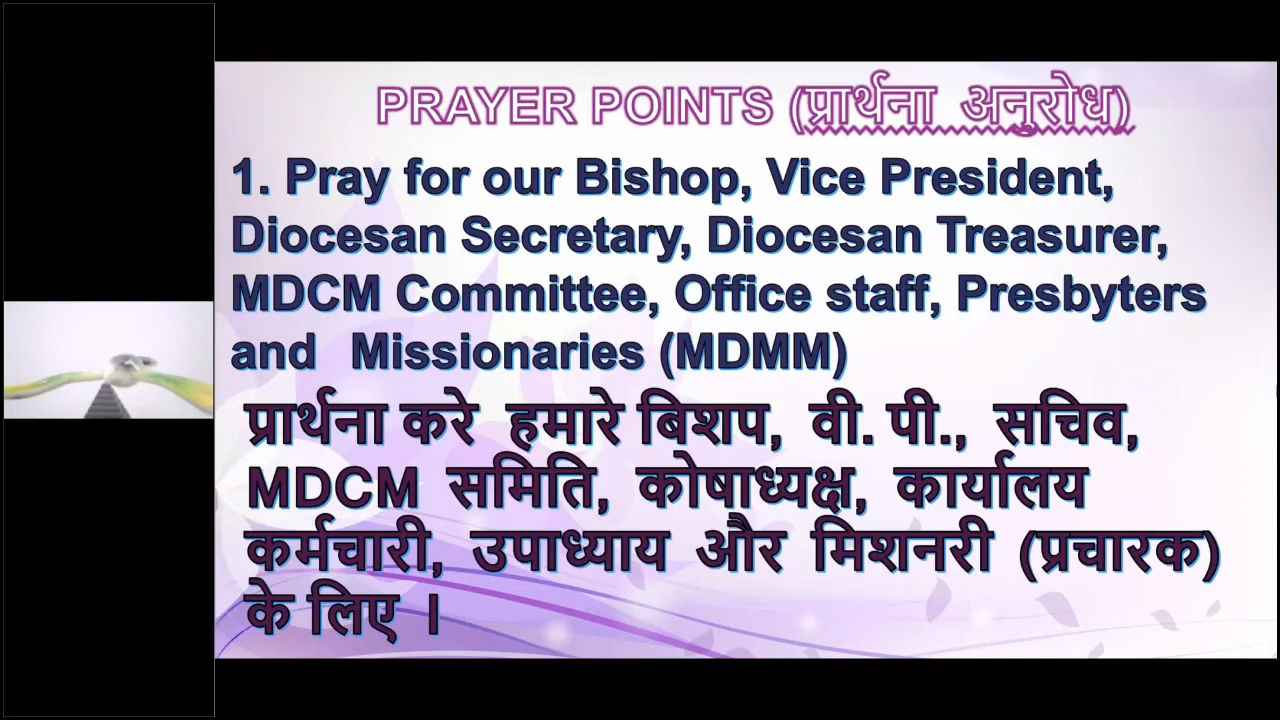 PRAYER POINTS (प्रार्थना अनुरोध)
1. Pray for our Bishop, Vice President,
Diocesan Secretary, Diocesan Treasurer,
MDCM Committee, Office staff, Presbyters
and Missionaries (MDMM)
प्रार्थना करे हमारे बिशप, वी. पी., सचिव,
MDCM समिति, कोषाध्यक्ष, कार्यालय
कर्मचारी, उपाध्याय और मिशनरी (प्रचारक)
के लिए ।